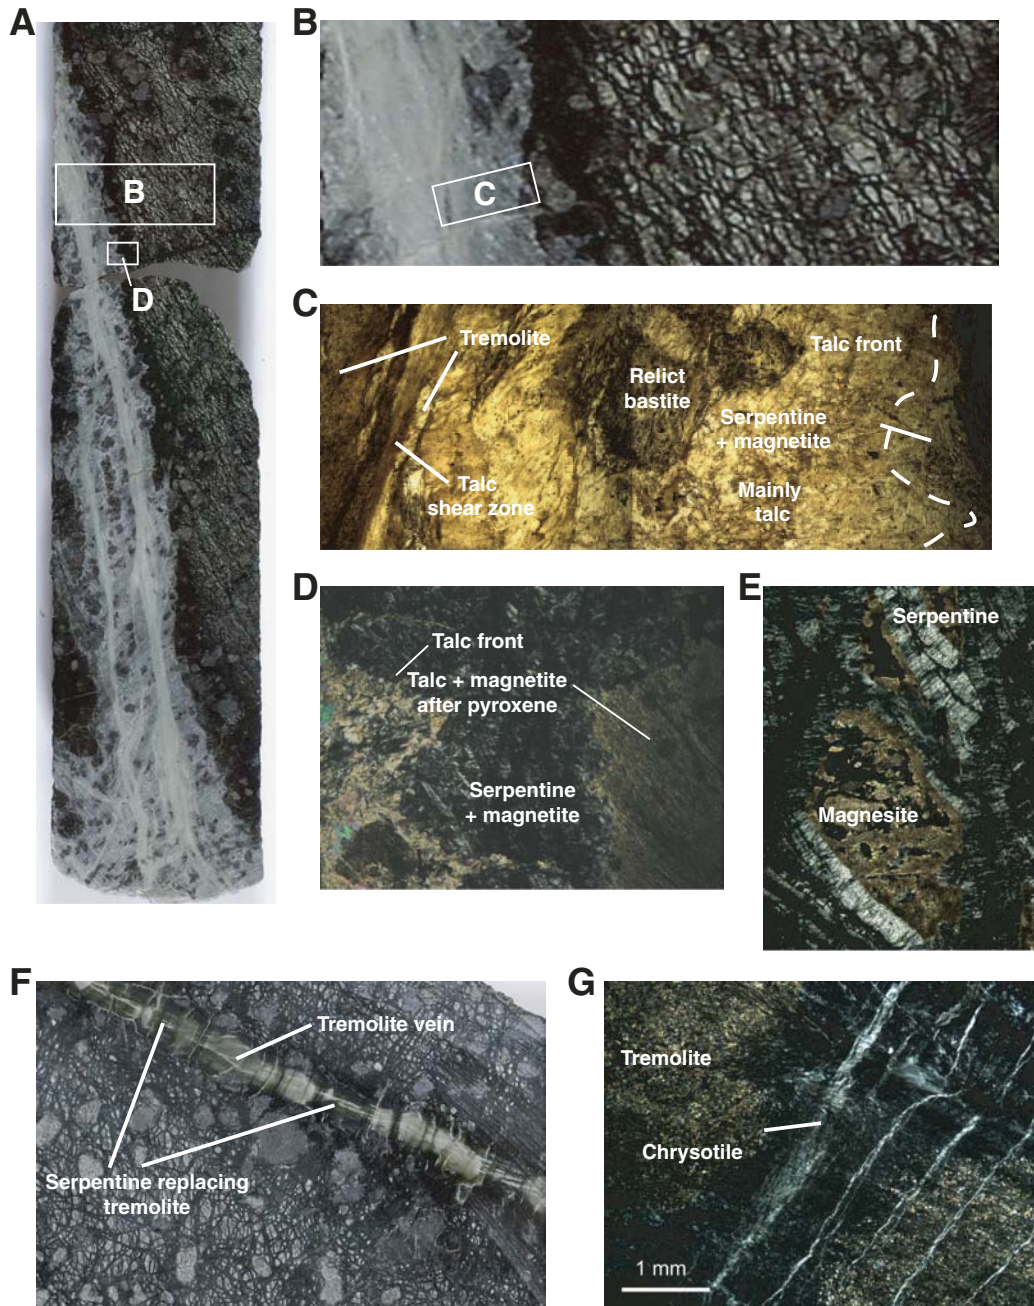 A
B
D
B
C
C
Tremolite
Talc front
Relict
bastite
Serpentine
+ magnetite
Talc
shear zone
Mainly
talc
D
Talc front
Talc + magnetite
after pyroxene
Serpentine
+ magnetite
E
Serpentine
Magnesite
F
Tremolite vein
Serpentine replacing
tremolite
G
Tremolite
Chrysotile
1 mm